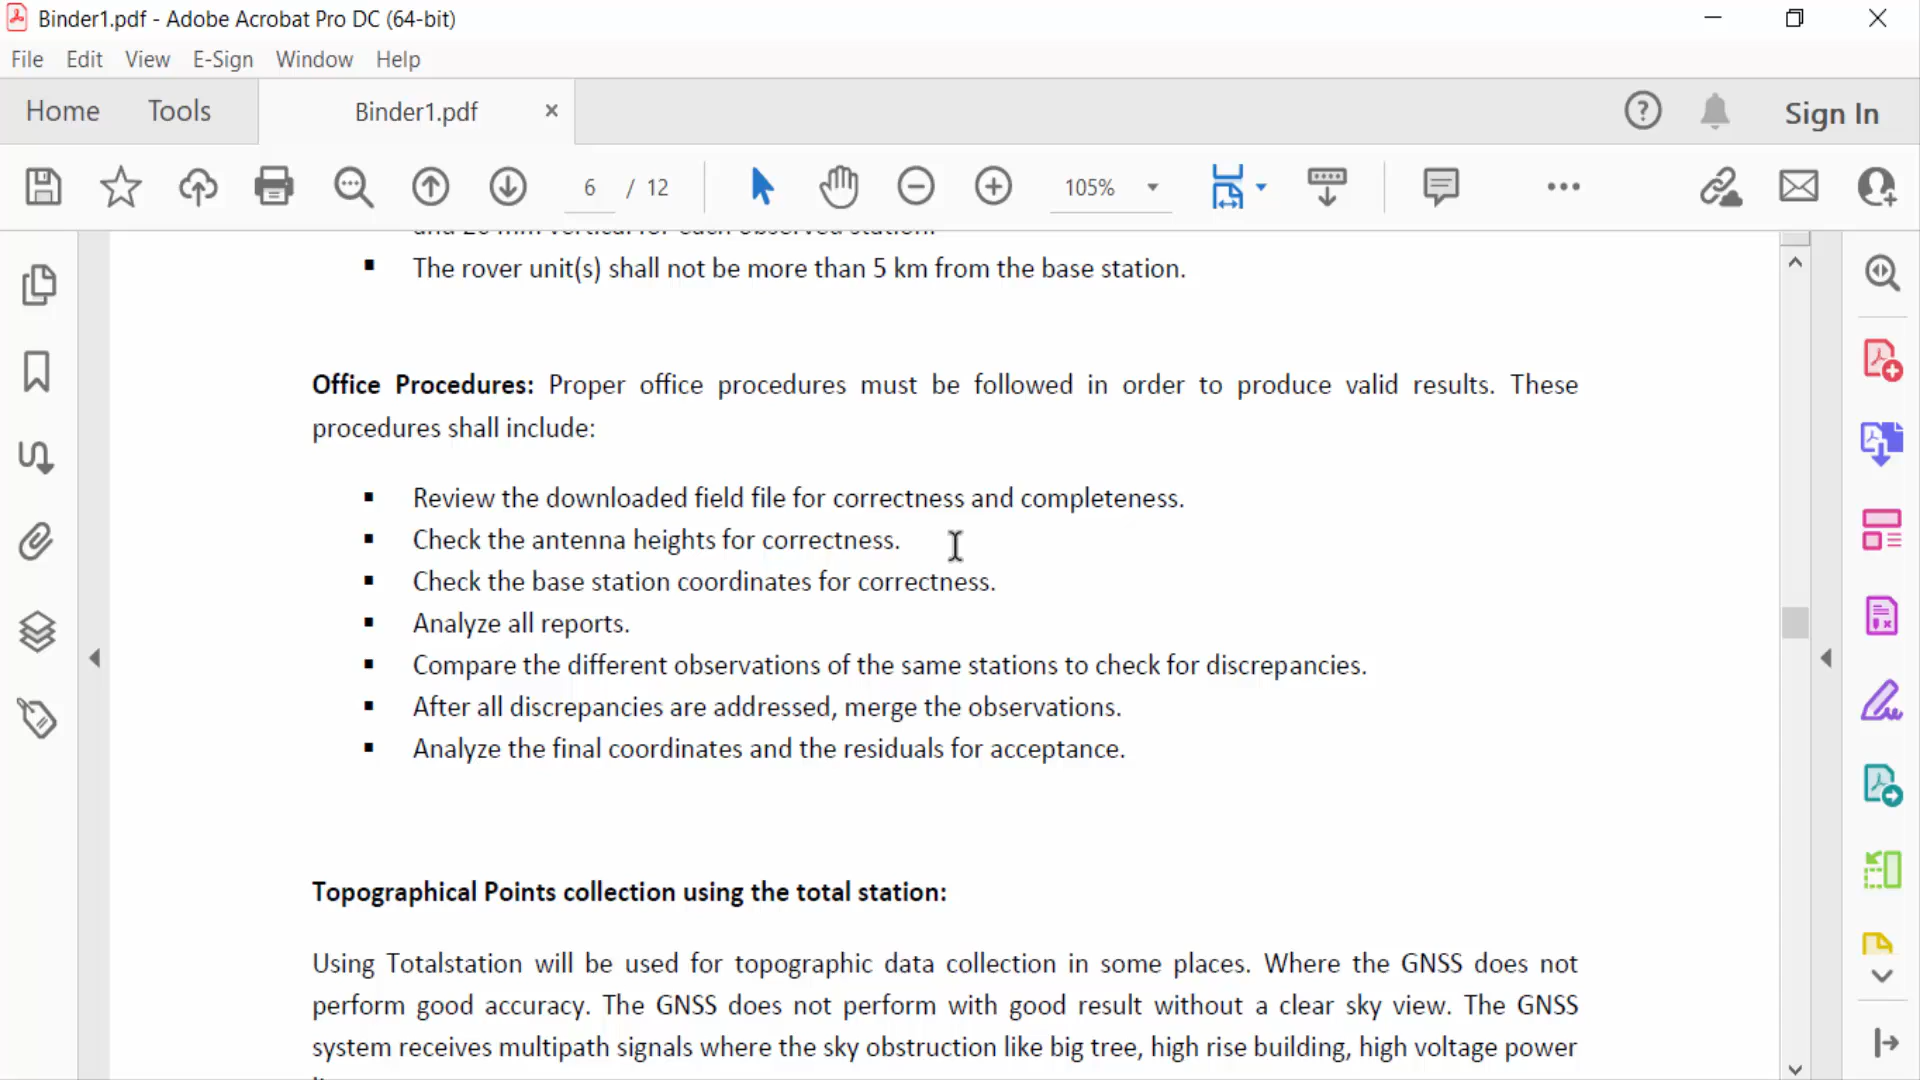 Binder1.pdf - Adobe Acrobat Pro DC (64-bit)
File Edit View E-Sign Window Help
Home Tools Binder1.pdf × Sign In
6 / 12 105%
and 20 mm vertical for each observed station.
▪ The rover unit(s) shall not be more than 5 km from the base station.
Office Procedures: Proper office procedures must be followed in order to produce valid results. These
procedures shall include:
▪ Review the downloaded field file for correctness and completeness.
▪ Check the antenna heights for correctness.
▪ Check the base station coordinates for correctness.
▪ Analyze all reports.
▪ Compare the different observations of the same stations to check for discrepancies.
▪ After all discrepancies are addressed, merge the observations.
▪ Analyze the final coordinates and the residuals for acceptance.
Topographical Points collection using the total station:
Using Totalstation will be used for topographic data collection in some places. Where the GNSS does not
perform good accuracy. The GNSS does not perform with good result without a clear sky view. The GNSS
system receives multipath signals where the sky obstruction like big tree, high rise building, high voltage power